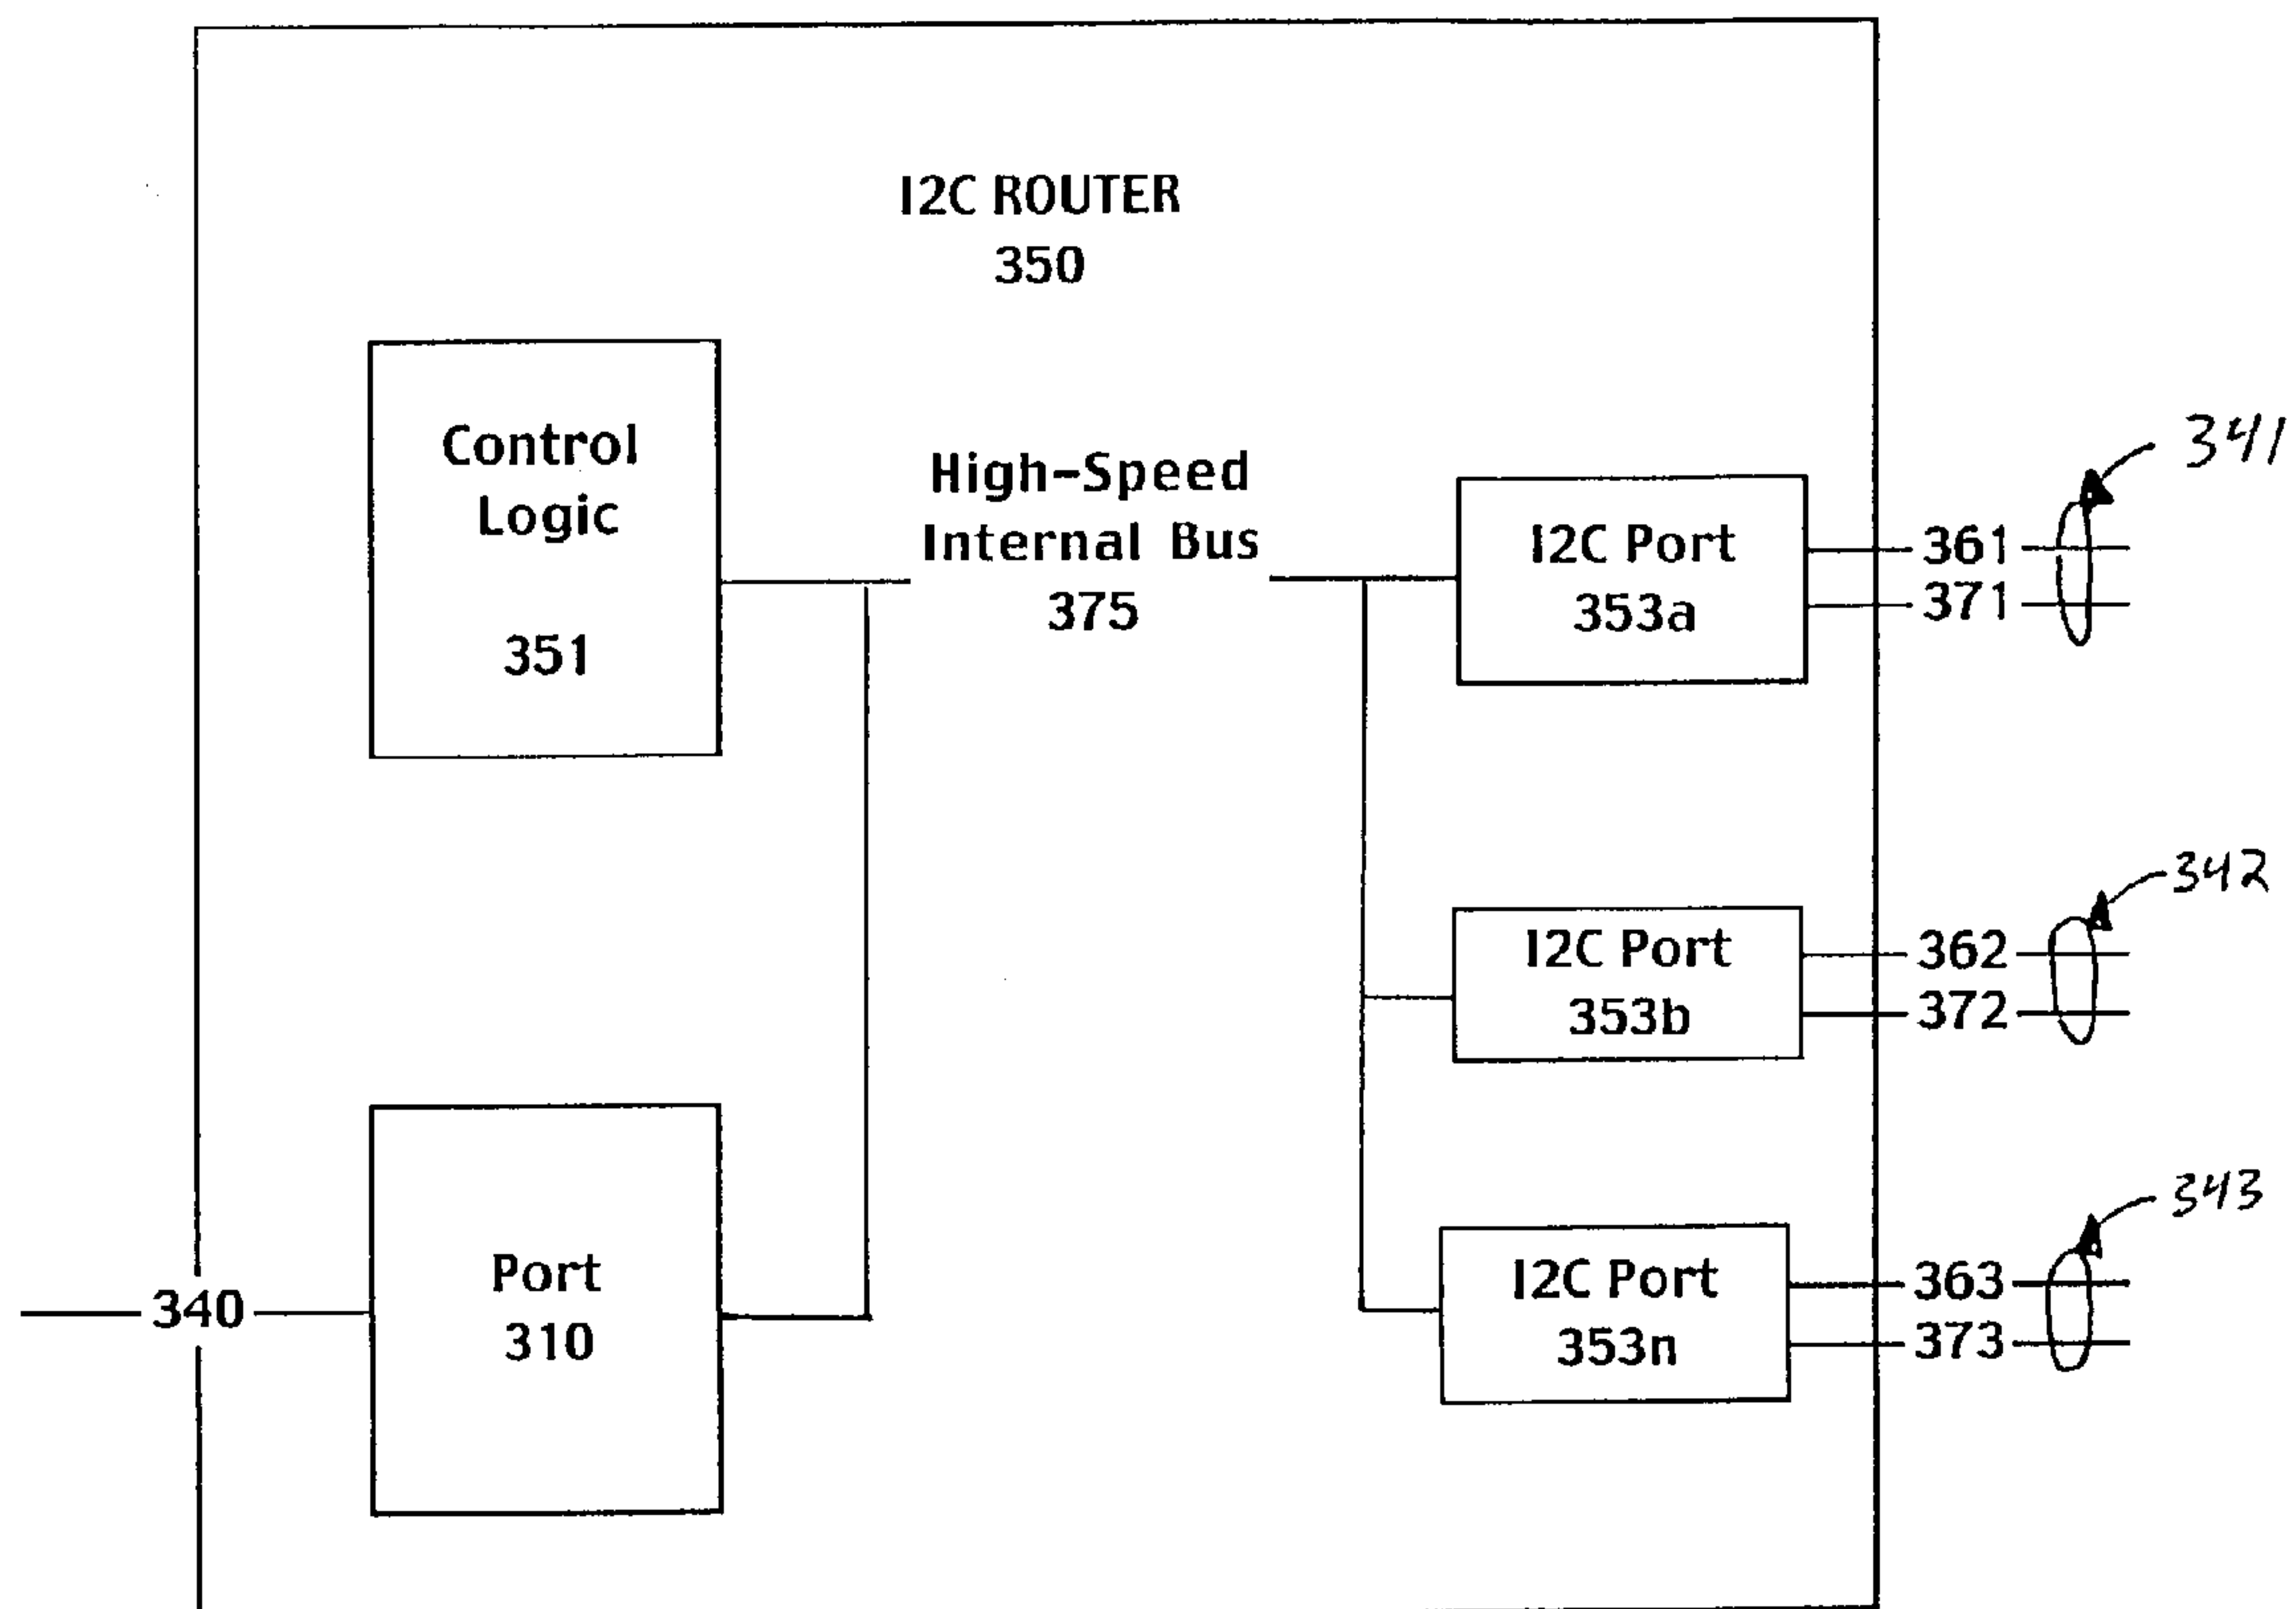 I2C ROUTER
350
Control
Logic
351
High-Speed
Internal Bus
375
I2C Port
353a
361
371
341
I2C Port
353b
362
372
342
Port
310
340
I2C Port
353n
363
373
343